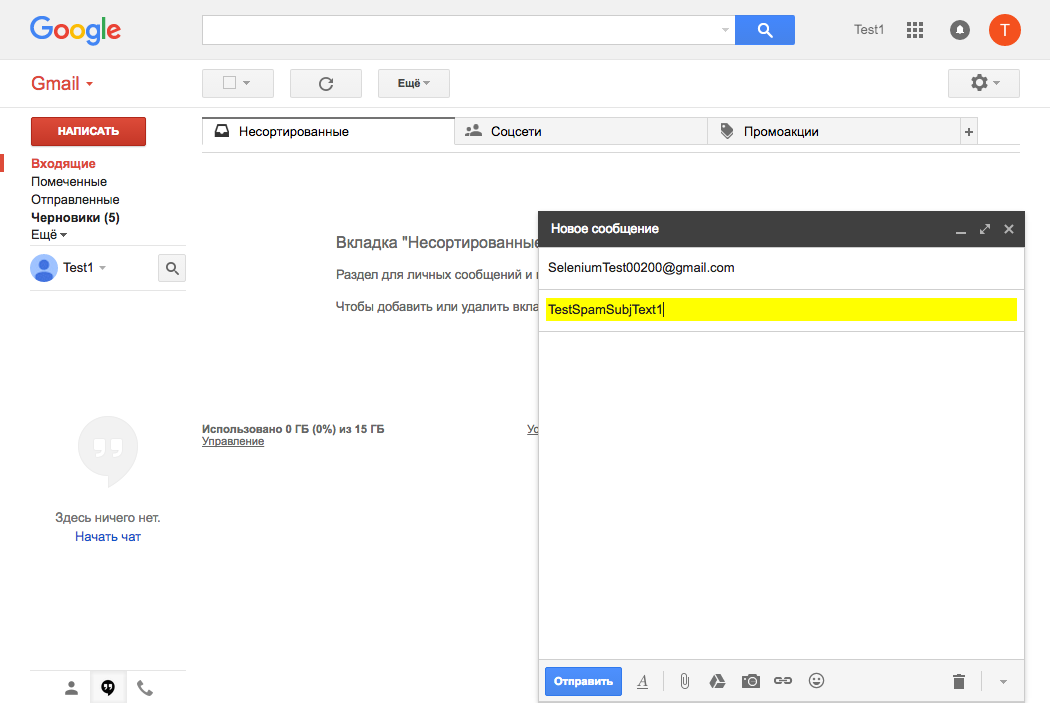 Google
Test1
T
Gmail
Ещё
НАПИСАТЬ
Входящие
Помеченные
Отправленные
Черновики (5)
Ещё
Test1
Несортированные
Соцсети
Промоакции
+
Вкладка "Несортированные
Раздел для личных сообщений и
Чтобы добавить или удалить вкла
Использовано 0 ГБ (0%) из 15 ГБ
Управление
Ус
Здесь ничего нет.
Начать чат
Новое сообщение
SeleniumTest00200@gmail.com
TestSpamSubjText1
Отправить
A